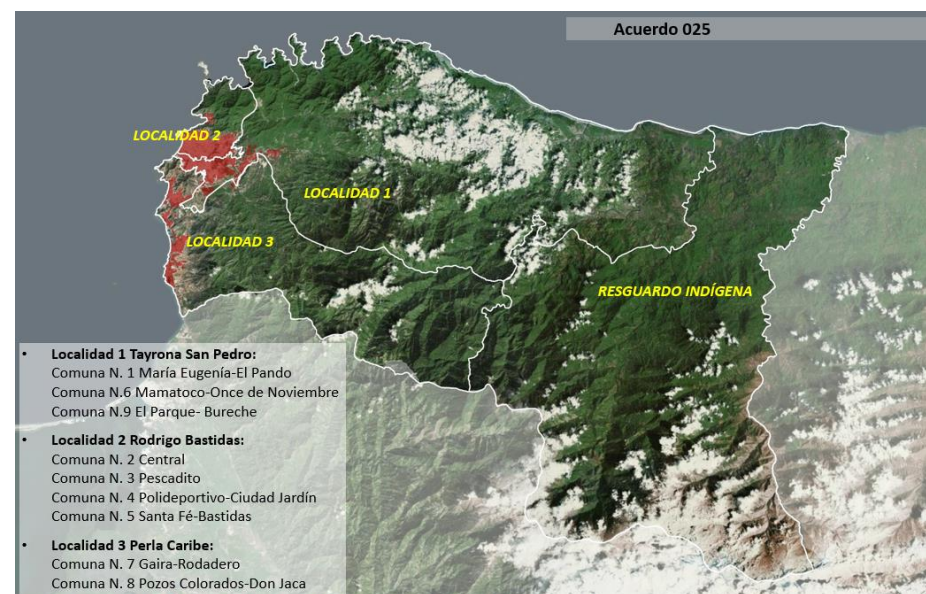 Acuerdo 025
LOCALIDAD 2
LOCALIDAD 1
LOCALIDAD 3
RESGUARDO INDÍGENA
• Localidad 1 Tayrona San Pedro:
Comuna N. 1 María Eugenía-El Pando
Comuna N.6 Mamatoco-Once de Noviembre
Comuna N.9 El Parque- Bureche
• Localidad 2 Rodrigo Bastidas:
Comuna N. 2 Central
Comuna N. 3 Pescadito
Comuna N. 4 Polideportivo-Ciudad Jardín
Comuna N. 5 Santa Fé-Bastidas
• Localidad 3 Perla Caribe:
Comuna N. 7 Gaira-Rodadero
Comuna N. 8 Pozos Colorados-Don Jaca